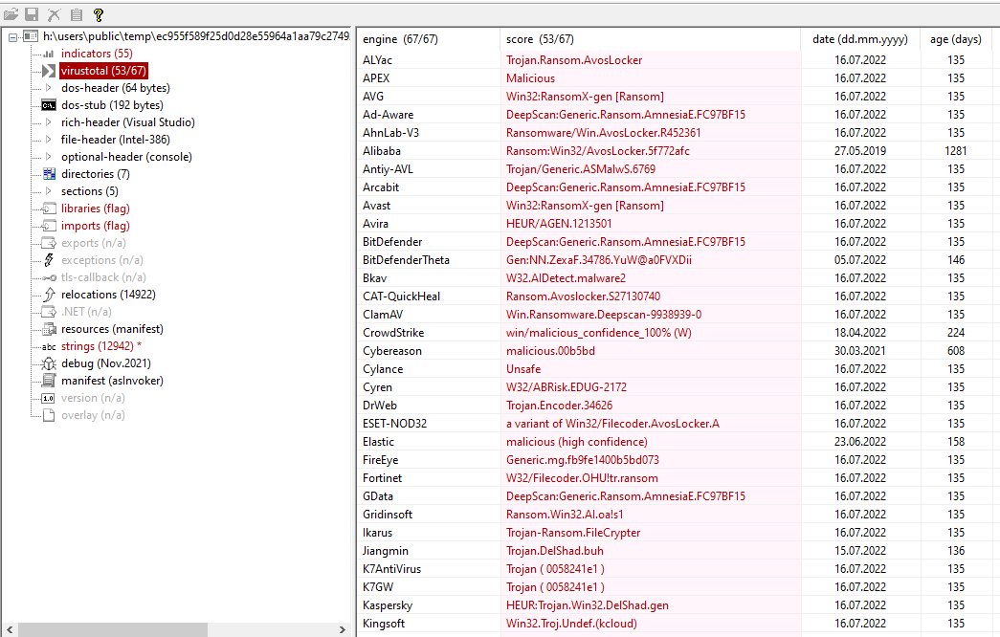 h:\users\public\temp\ec955f589f25d0d28e55964a1aa79c2749
indicators (55)
virustotal (53/67)
dos-header (64 bytes)
dos-stub (192 bytes)
rich-header (Visual Studio)
file-header (Intel-386)
optional-header (console)
directories (7)
sections (5)
libraries (flag)
imports (flag)
exports (n/a)
exceptions (n/a)
tls-callback (n/a)
relocations (14922)
.NET (n/a)
resources (manifest)
abc strings (12942) *
debug (Nov.2021)
manifest (asInvoker)
1.0 version (n/a)
overlay (n/a)
engine (67/67) score (53/67) date (dd.mm.yyyy) age (days)
ALYac Trojan.Ransom.AvosLocker 16.07.2022 135
APEX Malicious 16.07.2022 135
AVG Win32:RansomX-gen [Ransom] 16.07.2022 135
Ad-Aware DeepScan:Generic.Ransom.AmnesiaE.FC97BF15 16.07.2022 135
AhnLab-V3 Ransomware/Win.AvosLocker.R452361 16.07.2022 135
Alibaba Ransom:Win32/AvosLocker.5f772afc 27.05.2019 1281
Antiy-AVL Trojan/Generic.ASMalwS.6769 16.07.2022 135
Arcabit DeepScan:Generic.Ransom.AmnesiaE.FC97BF15 16.07.2022 135
Avast Win32:RansomX-gen [Ransom] 16.07.2022 135
Avira HEUR/AGEN.1213501 16.07.2022 135
BitDefender DeepScan:Generic.Ransom.AmnesiaE.FC97BF15 16.07.2022 135
BitDefenderTheta Gen:NN.ZexaF.34786.YuW@a0FVXDii 05.07.2022 146
Bkav W32.AIDetect.malware2 16.07.2022 135
CAT-QuickHeal Ransom.Avoslocker.S27130740 16.07.2022 135
ClamAV Win.Ransomware.Deepscan-9938939-0 16.07.2022 135
CrowdStrike win/malicious_confidence_100% (W) 18.04.2022 224
Cybereason malicious.00b5bd 30.03.2021 608
Cylance Unsafe 16.07.2022 135
Cyren W32/ABRisk.EDUG-2172 16.07.2022 135
DrWeb Trojan.Encoder.34626 16.07.2022 135
ESET-NOD32 a variant of Win32/Filecoder.AvosLocker.A 16.07.2022 135
Elastic malicious (high confidence) 23.06.2022 158
FireEye Generic.mg.fb9fe1400b5bd073 16.07.2022 135
Fortinet W32/Filecoder.OHU!tr.ransom 16.07.2022 135
GData DeepScan:Generic.Ransom.AmnesiaE.FC97BF15 16.07.2022 135
Gridinsoft Ransom.Win32.AI.oa!s1 16.07.2022 135
Ikarus Trojan-Ransom.FileCrypter 16.07.2022 135
Jiangmin Trojan.DelShad.buh 15.07.2022 136
K7AntiVirus Trojan ( 0058241e1 ) 16.07.2022 135
K7GW Trojan ( 0058241e1 ) 16.07.2022 135
Kaspersky HEUR:Trojan.Win32.DelShad.gen 16.07.2022 135
Kingsoft Win32.Troj.Undef.(kcloud) 16.07.2022 135